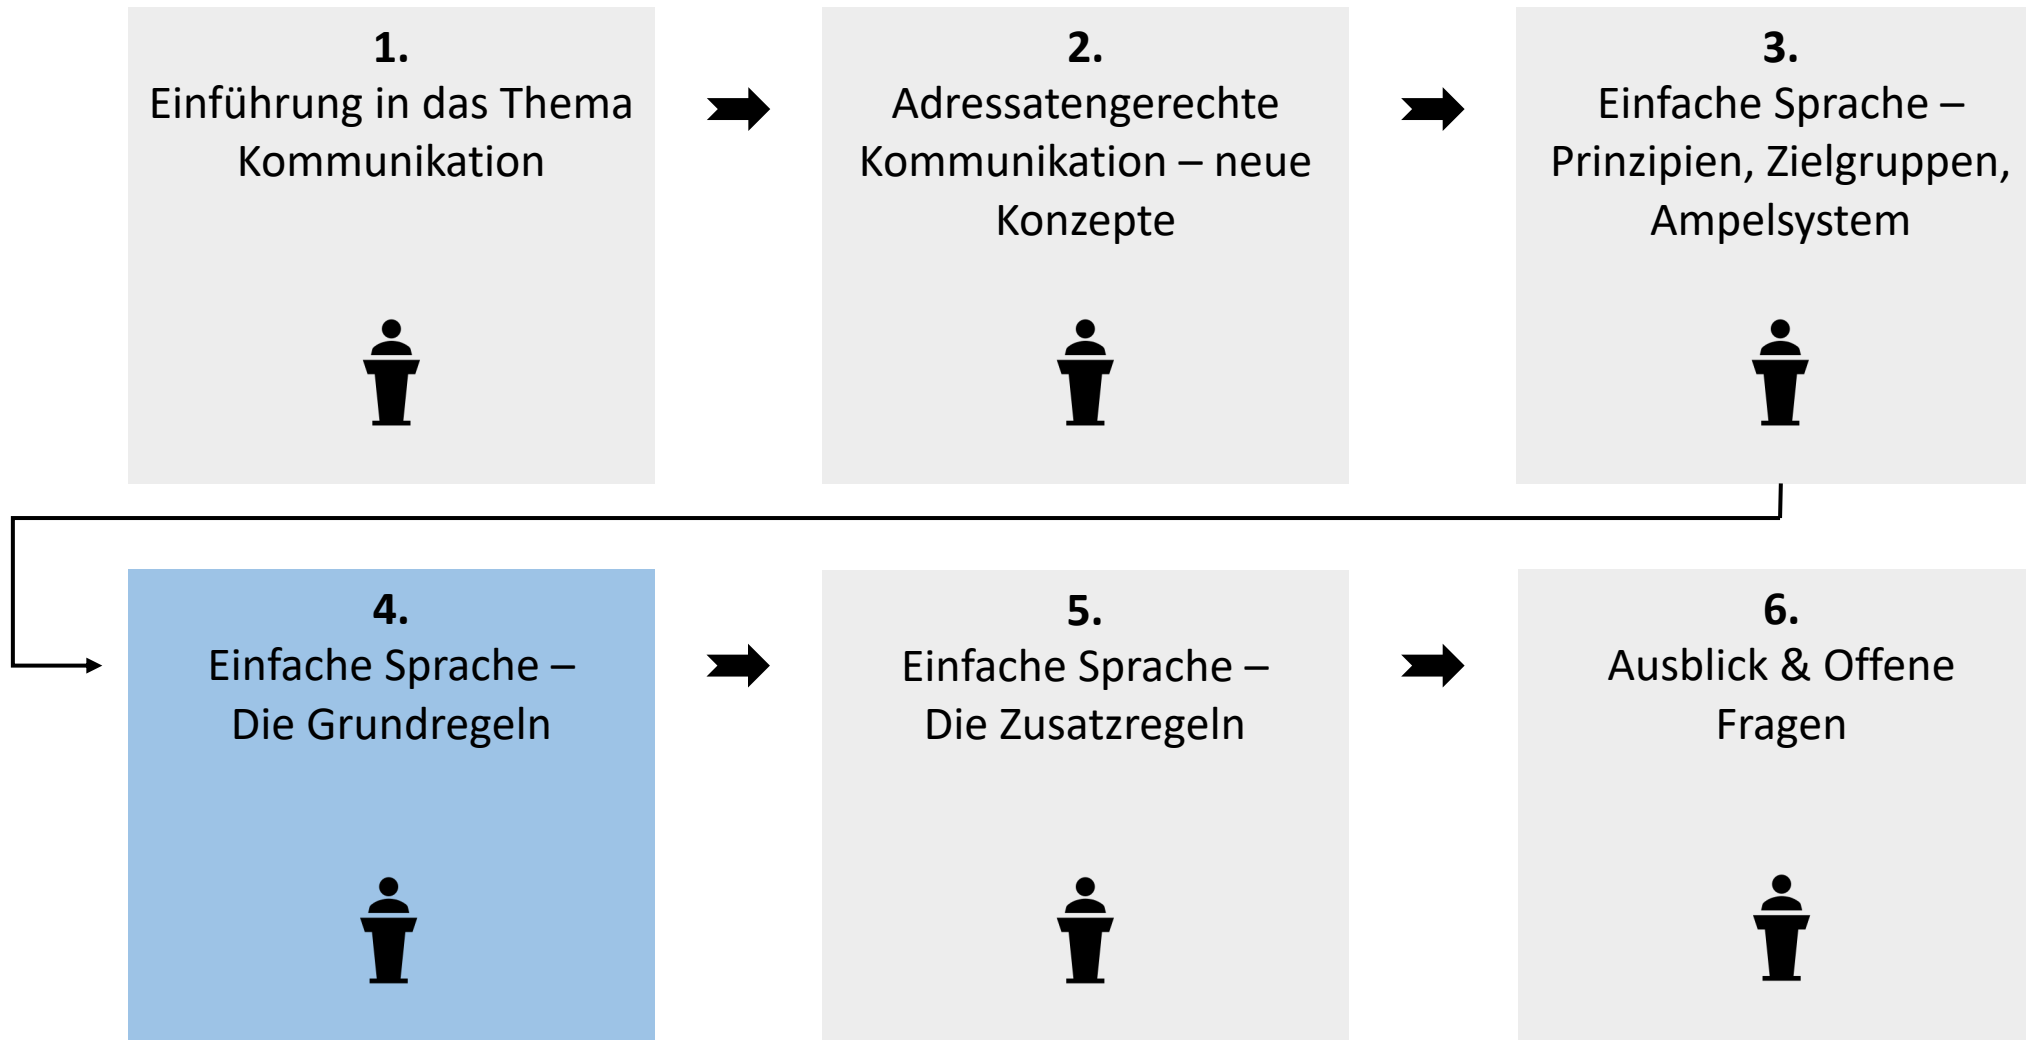 1.
Einführung in das Thema
Kommunikation
2.
Adressatengerechte
Kommunikation – neue
Konzepte
3.
Einfache Sprache –
Prinzipien, Zielgruppen,
Ampelsystem
4.
Einfache Sprache –
Die Grundregeln
5.
Einfache Sprache –
Die Zusatzregeln
6.
Ausblick & Offene
Fragen